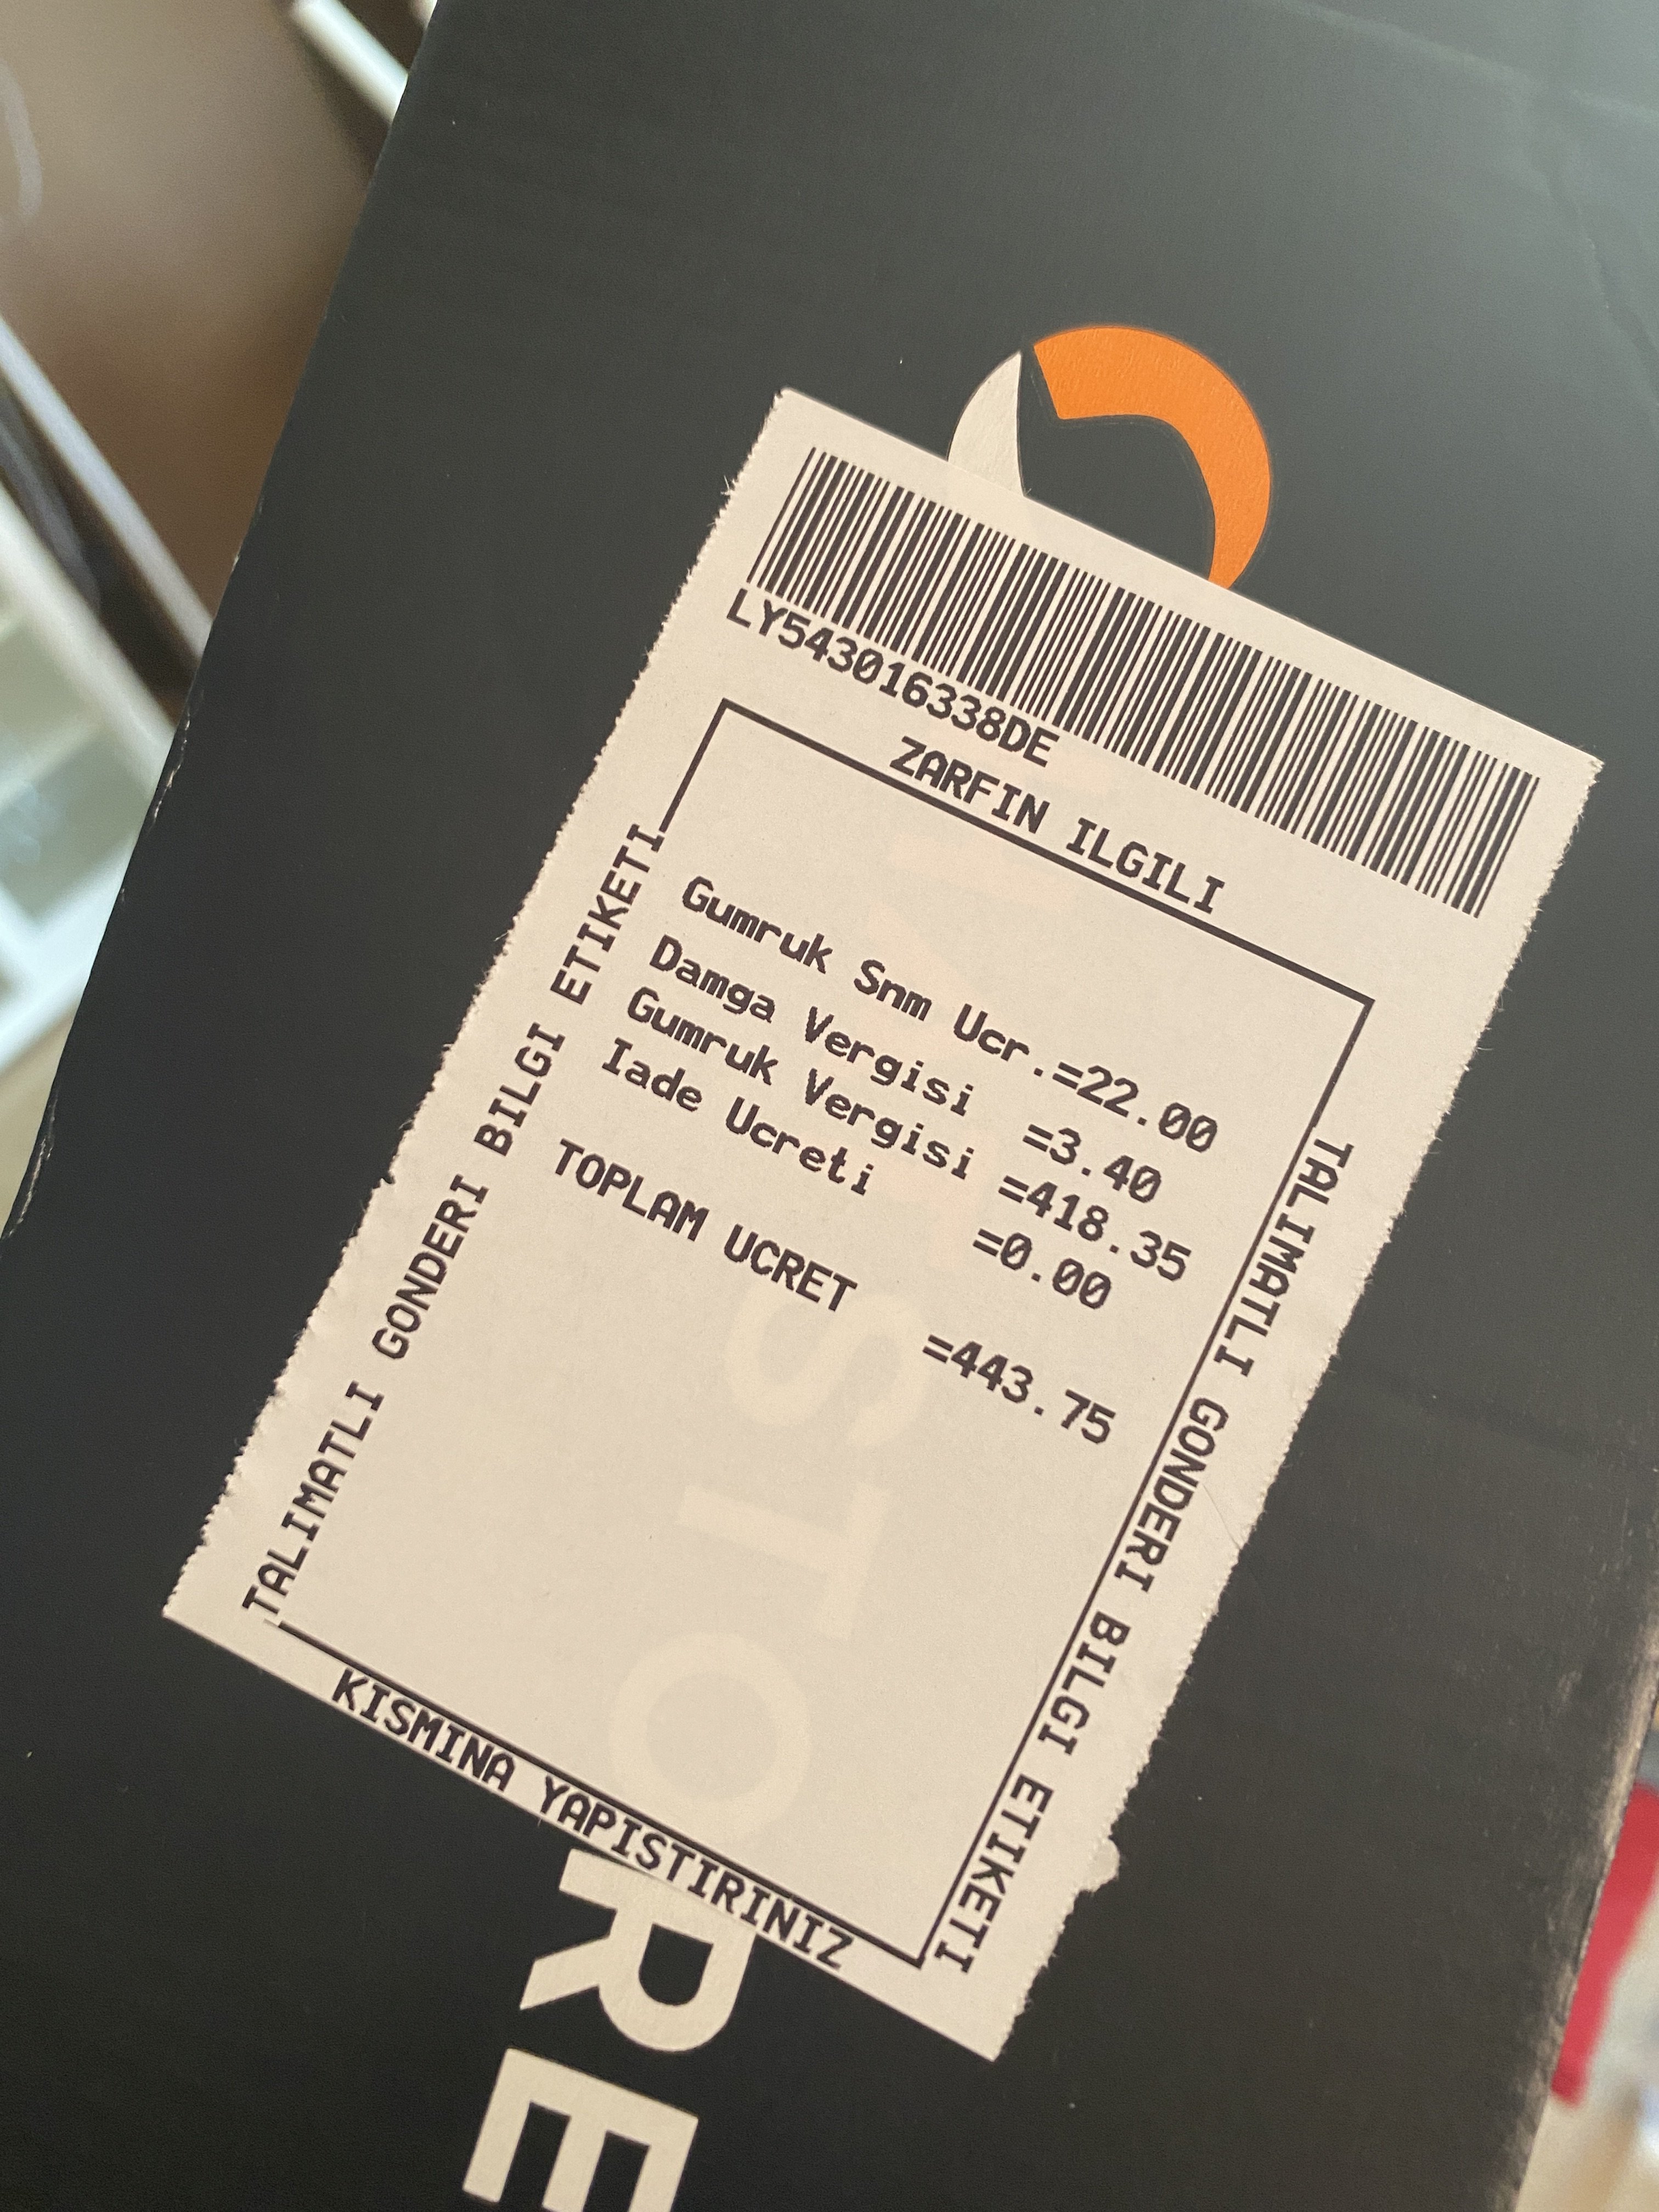 LY543016338DE
ZARFIN ILGILI
Gumruk Snm Ucr.=22.00
Damga Vergisi =3.40
Gumruk Vergisi =418.35
Iade Ucreti =0.00
TOPLAM UCRET =443.75
TALIMATLI GONDERI BILGI ETIKETI
TALIMATLI GONDERI BILGI ETIKETI
KISMINA YAPISTIRINIZ
STORE